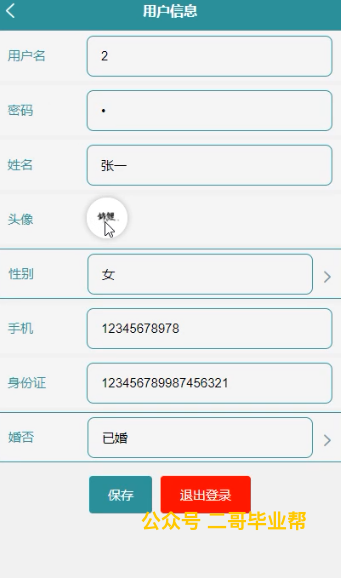 用户信息
用户名 2
密码 •
姓名 张一
头像
性别 女
手机 12345678978
身份证 123456789987456321
婚否 已婚
保存 退出登录
公众号 二哥毕业帮